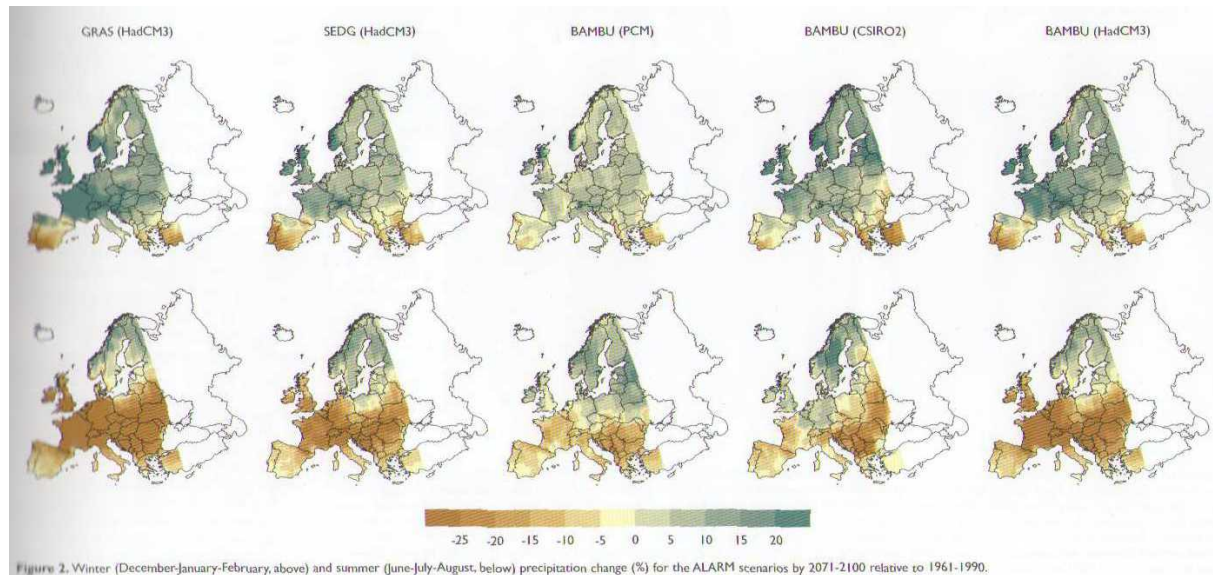 GRAS (HadCM3) SEDG (HadCM3) BAMBU (PCM) BAMBU (CSIRO2) BAMBU (HadCM3)
-25 -20 -15 -10 -5 0 5 10 15 20
Figure 2. Winter (December-January-February, above) and summer (June-July-August, below) precipitation change (%) for the ALARM scenarios by 2071-2100 relative to 1961-1990.